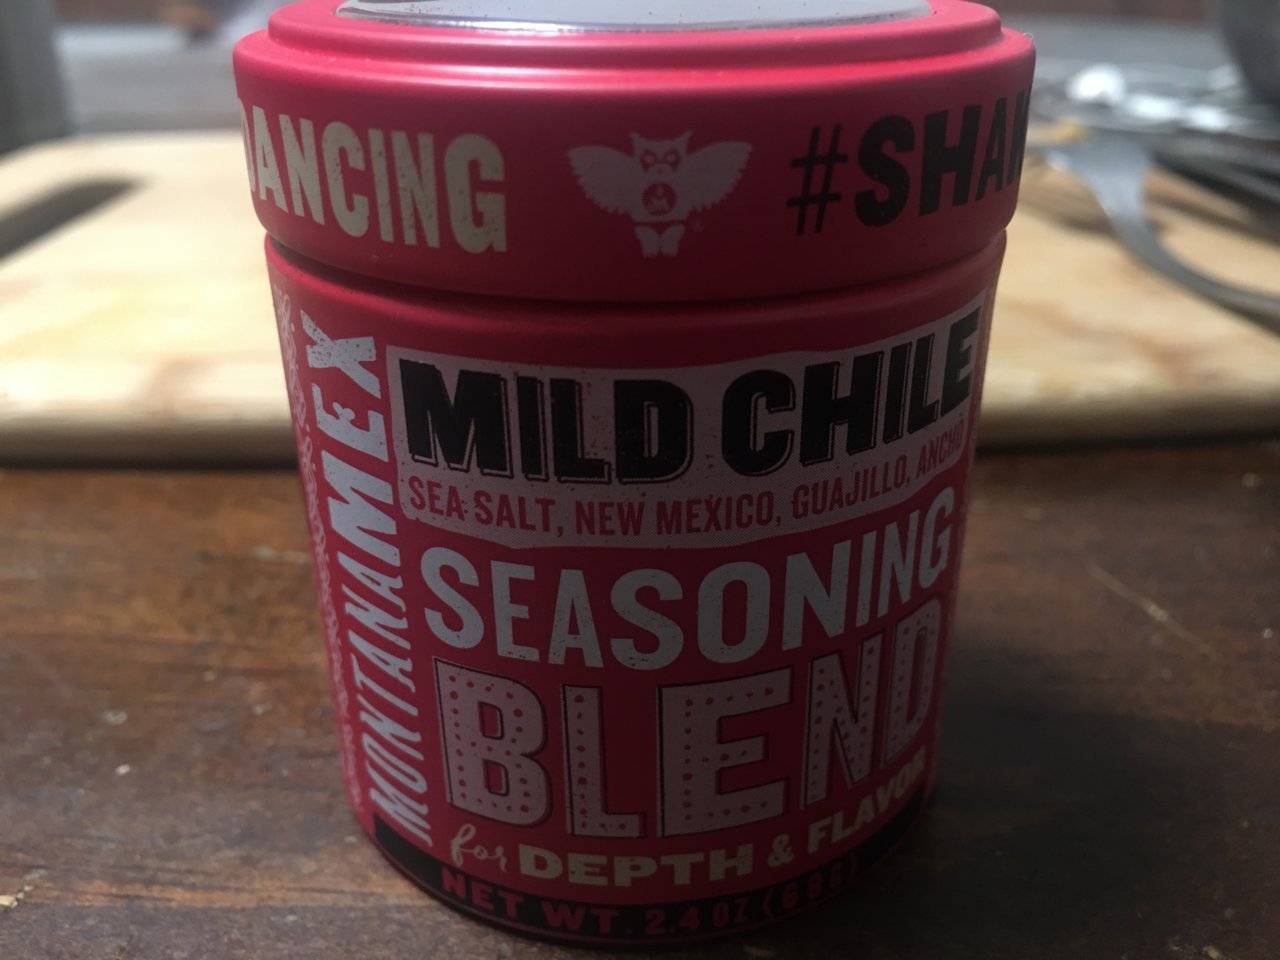 DANCING #SHAK
MONTANAMEX
MILD CHILE
SEA SALT, NEW MEXICO, GUAJILLO, ANCHO
SEASONING
BLEND
for DEPTH & FLAVOR
NET WT. 2.4 OZ (68G)